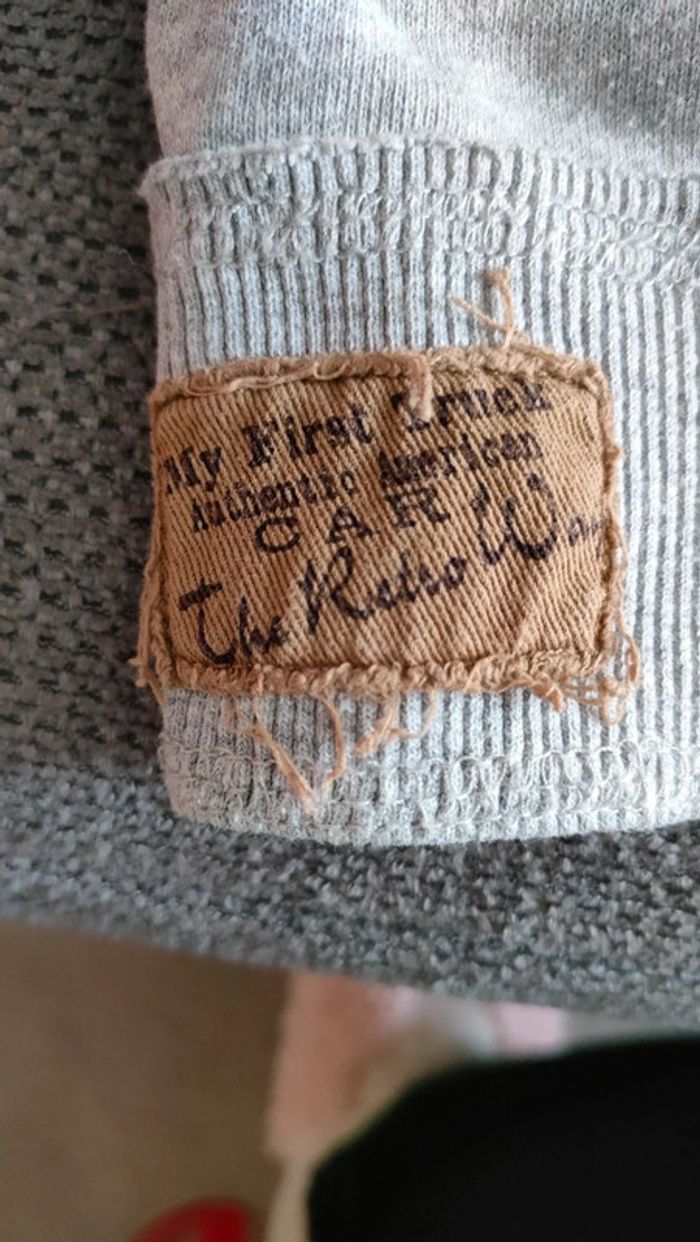 My First Truck
Authentic American
CAR
The Retro Way